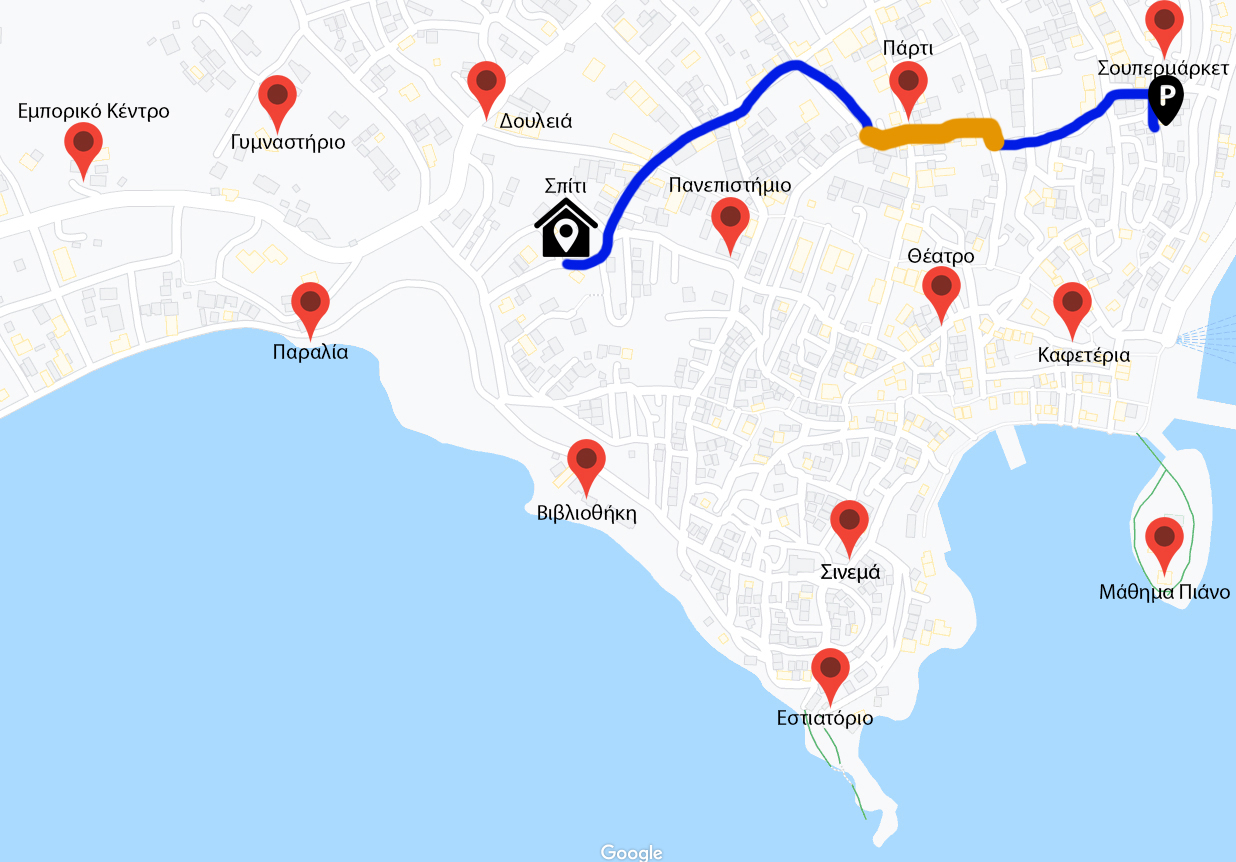 Πάρτι
Σουπερμάρκετ
P
Εμπορικό Κέντρο
Δουλειά
Γυμναστήριο
Σπίτι
Πανεπιστήμιο
Θέατρο
Παραλία
Καφετέρια
Βιβλιοθήκη
Σινεμά
Μάθημα Πιάνο
Εστιατόριο
Google